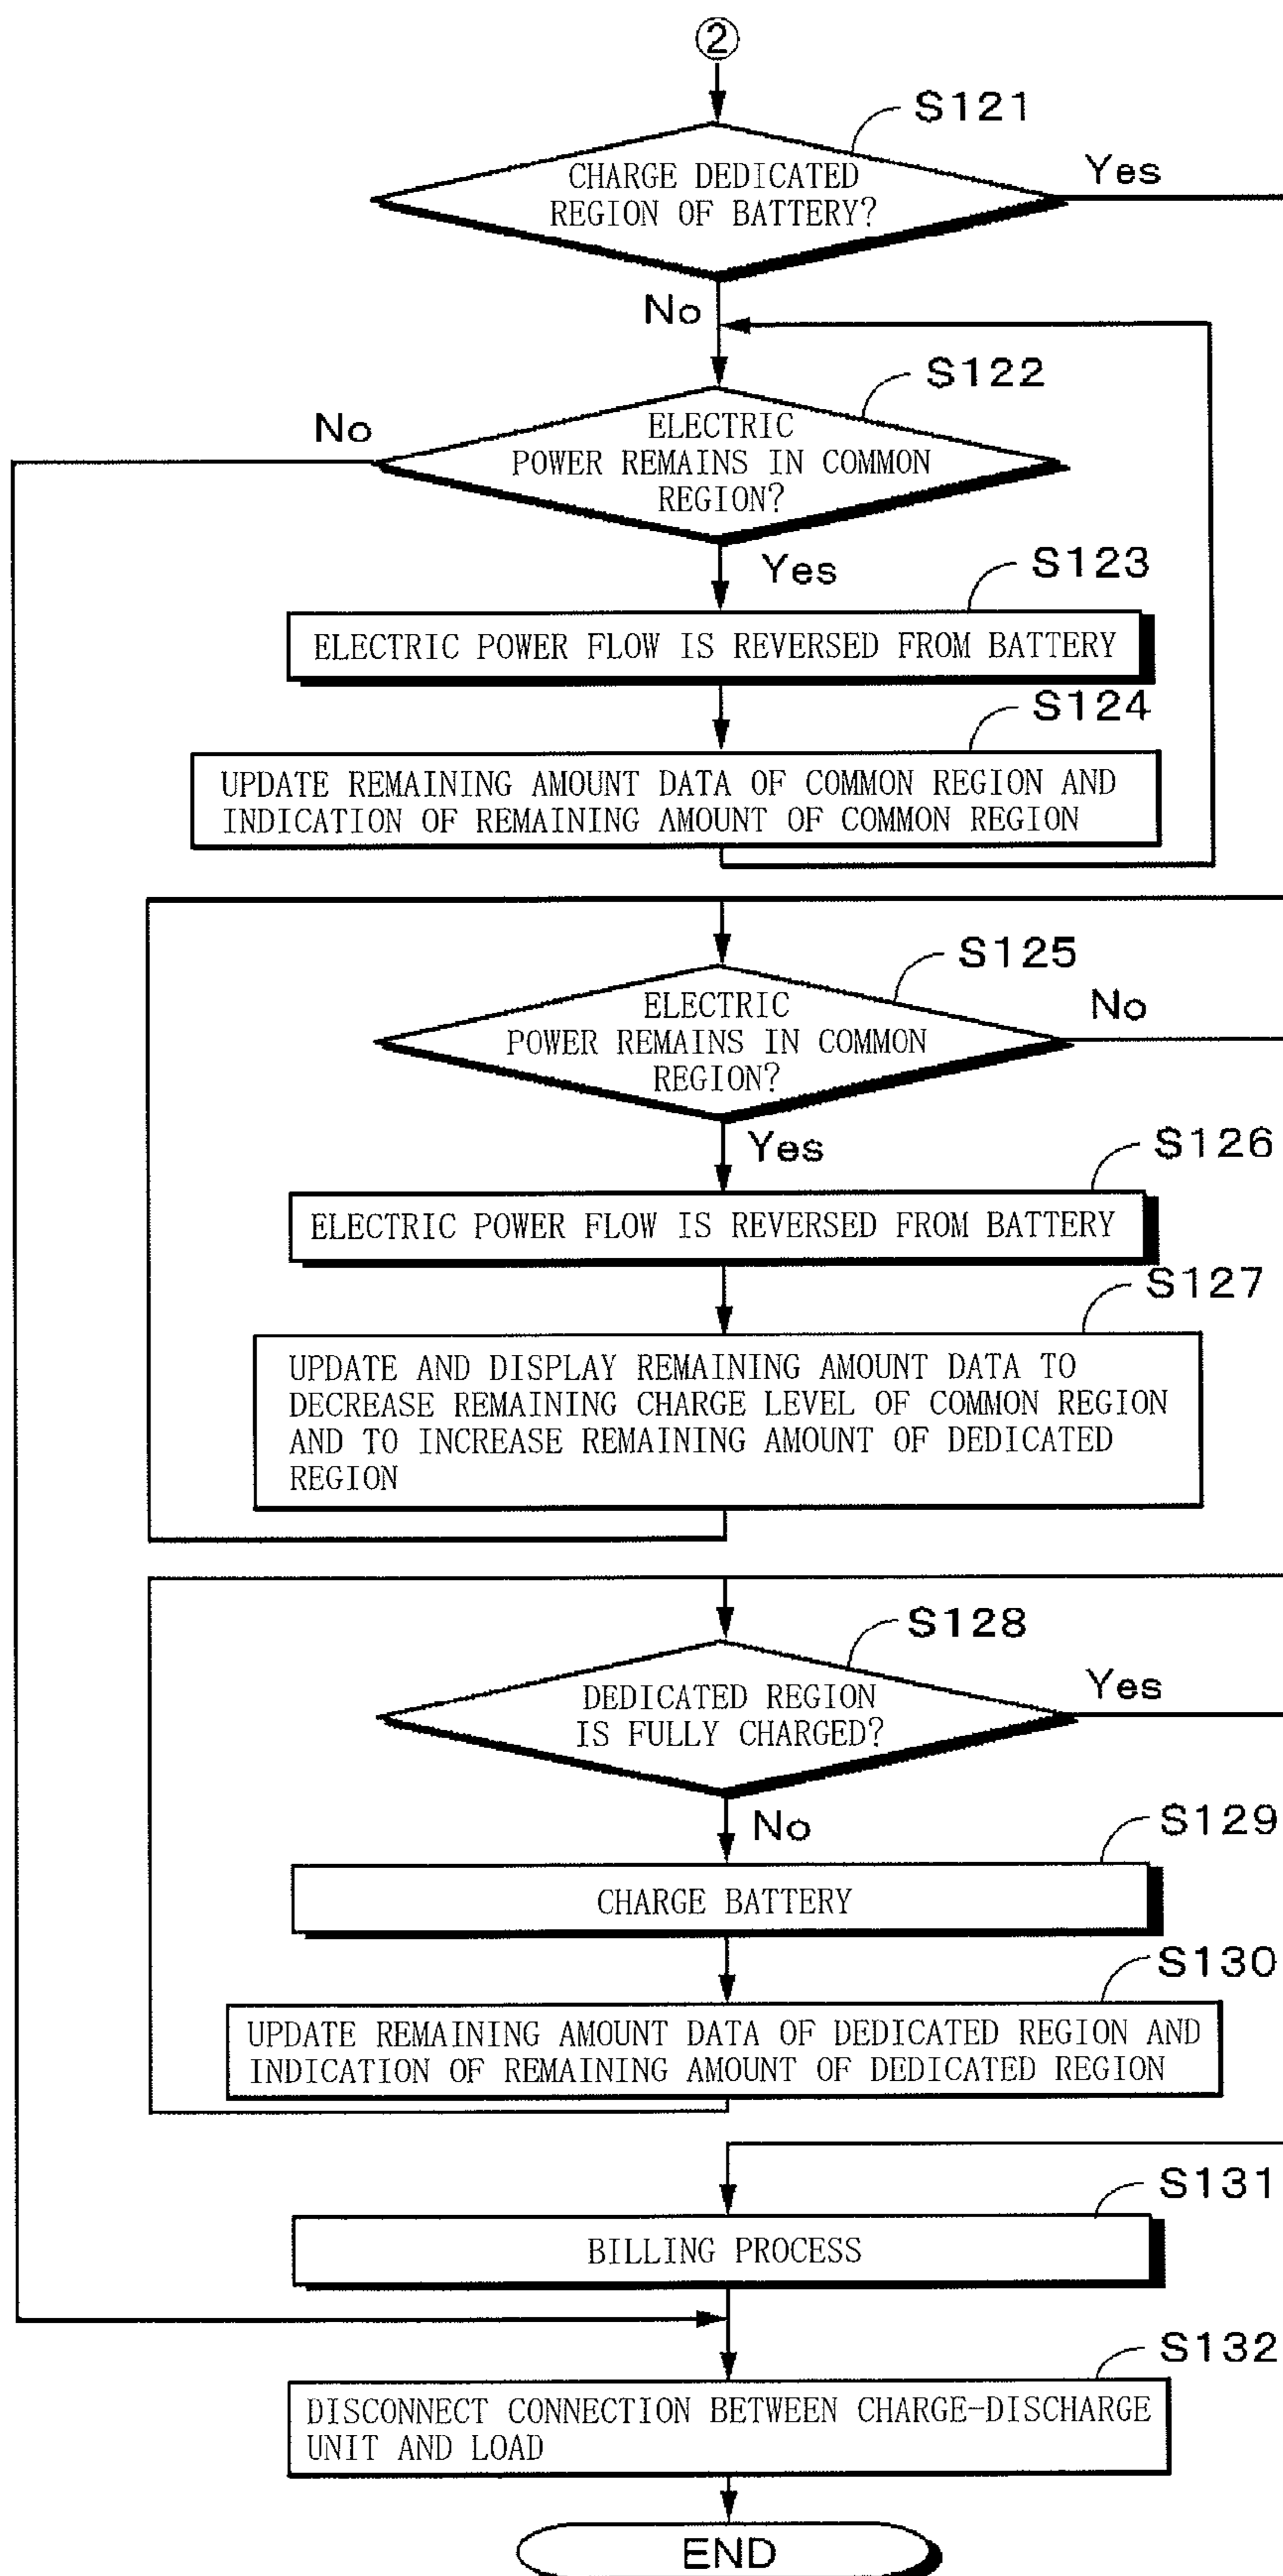 ②
S121
CHARGE DEDICATED
REGION OF BATTERY?
Yes
No
S122
ELECTRIC
POWER REMAINS IN COMMON
REGION?
No
Yes
S123
ELECTRIC POWER FLOW IS REVERSED FROM BATTERY
S124
UPDATE REMAINING AMOUNT DATA OF COMMON REGION AND
INDICATION OF REMAINING AMOUNT OF COMMON REGION
S125
ELECTRIC
POWER REMAINS IN COMMON
REGION?
No
Yes
S126
ELECTRIC POWER FLOW IS REVERSED FROM BATTERY
S127
UPDATE AND DISPLAY REMAINING AMOUNT DATA TO
DECREASE REMAINING CHARGE LEVEL OF COMMON REGION
AND TO INCREASE REMAINING AMOUNT OF DEDICATED
REGION
S128
DEDICATED REGION
IS FULLY CHARGED?
Yes
No
S129
CHARGE BATTERY
S130
UPDATE REMAINING AMOUNT DATA OF DEDICATED REGION AND
INDICATION OF REMAINING AMOUNT OF DEDICATED REGION
S131
BILLING PROCESS
S132
DISCONNECT CONNECTION BETWEEN CHARGE-DISCHARGE
UNIT AND LOAD
END